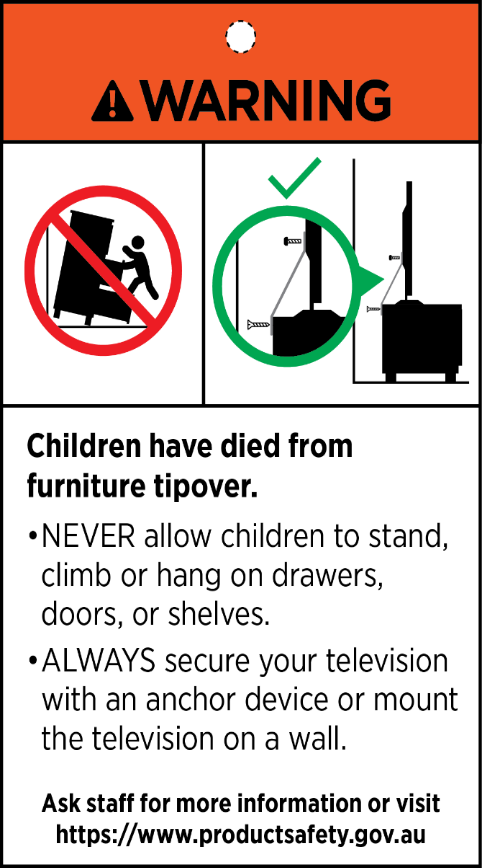 WARNING
Children have died from
furniture tipover.
•NEVER allow children to stand,
climb or hang on drawers,
doors, or shelves.
•ALWAYS secure your television
with an anchor device or mount
the television on a wall.
Ask staff for more information or visit
https://www.productsafety.gov.au